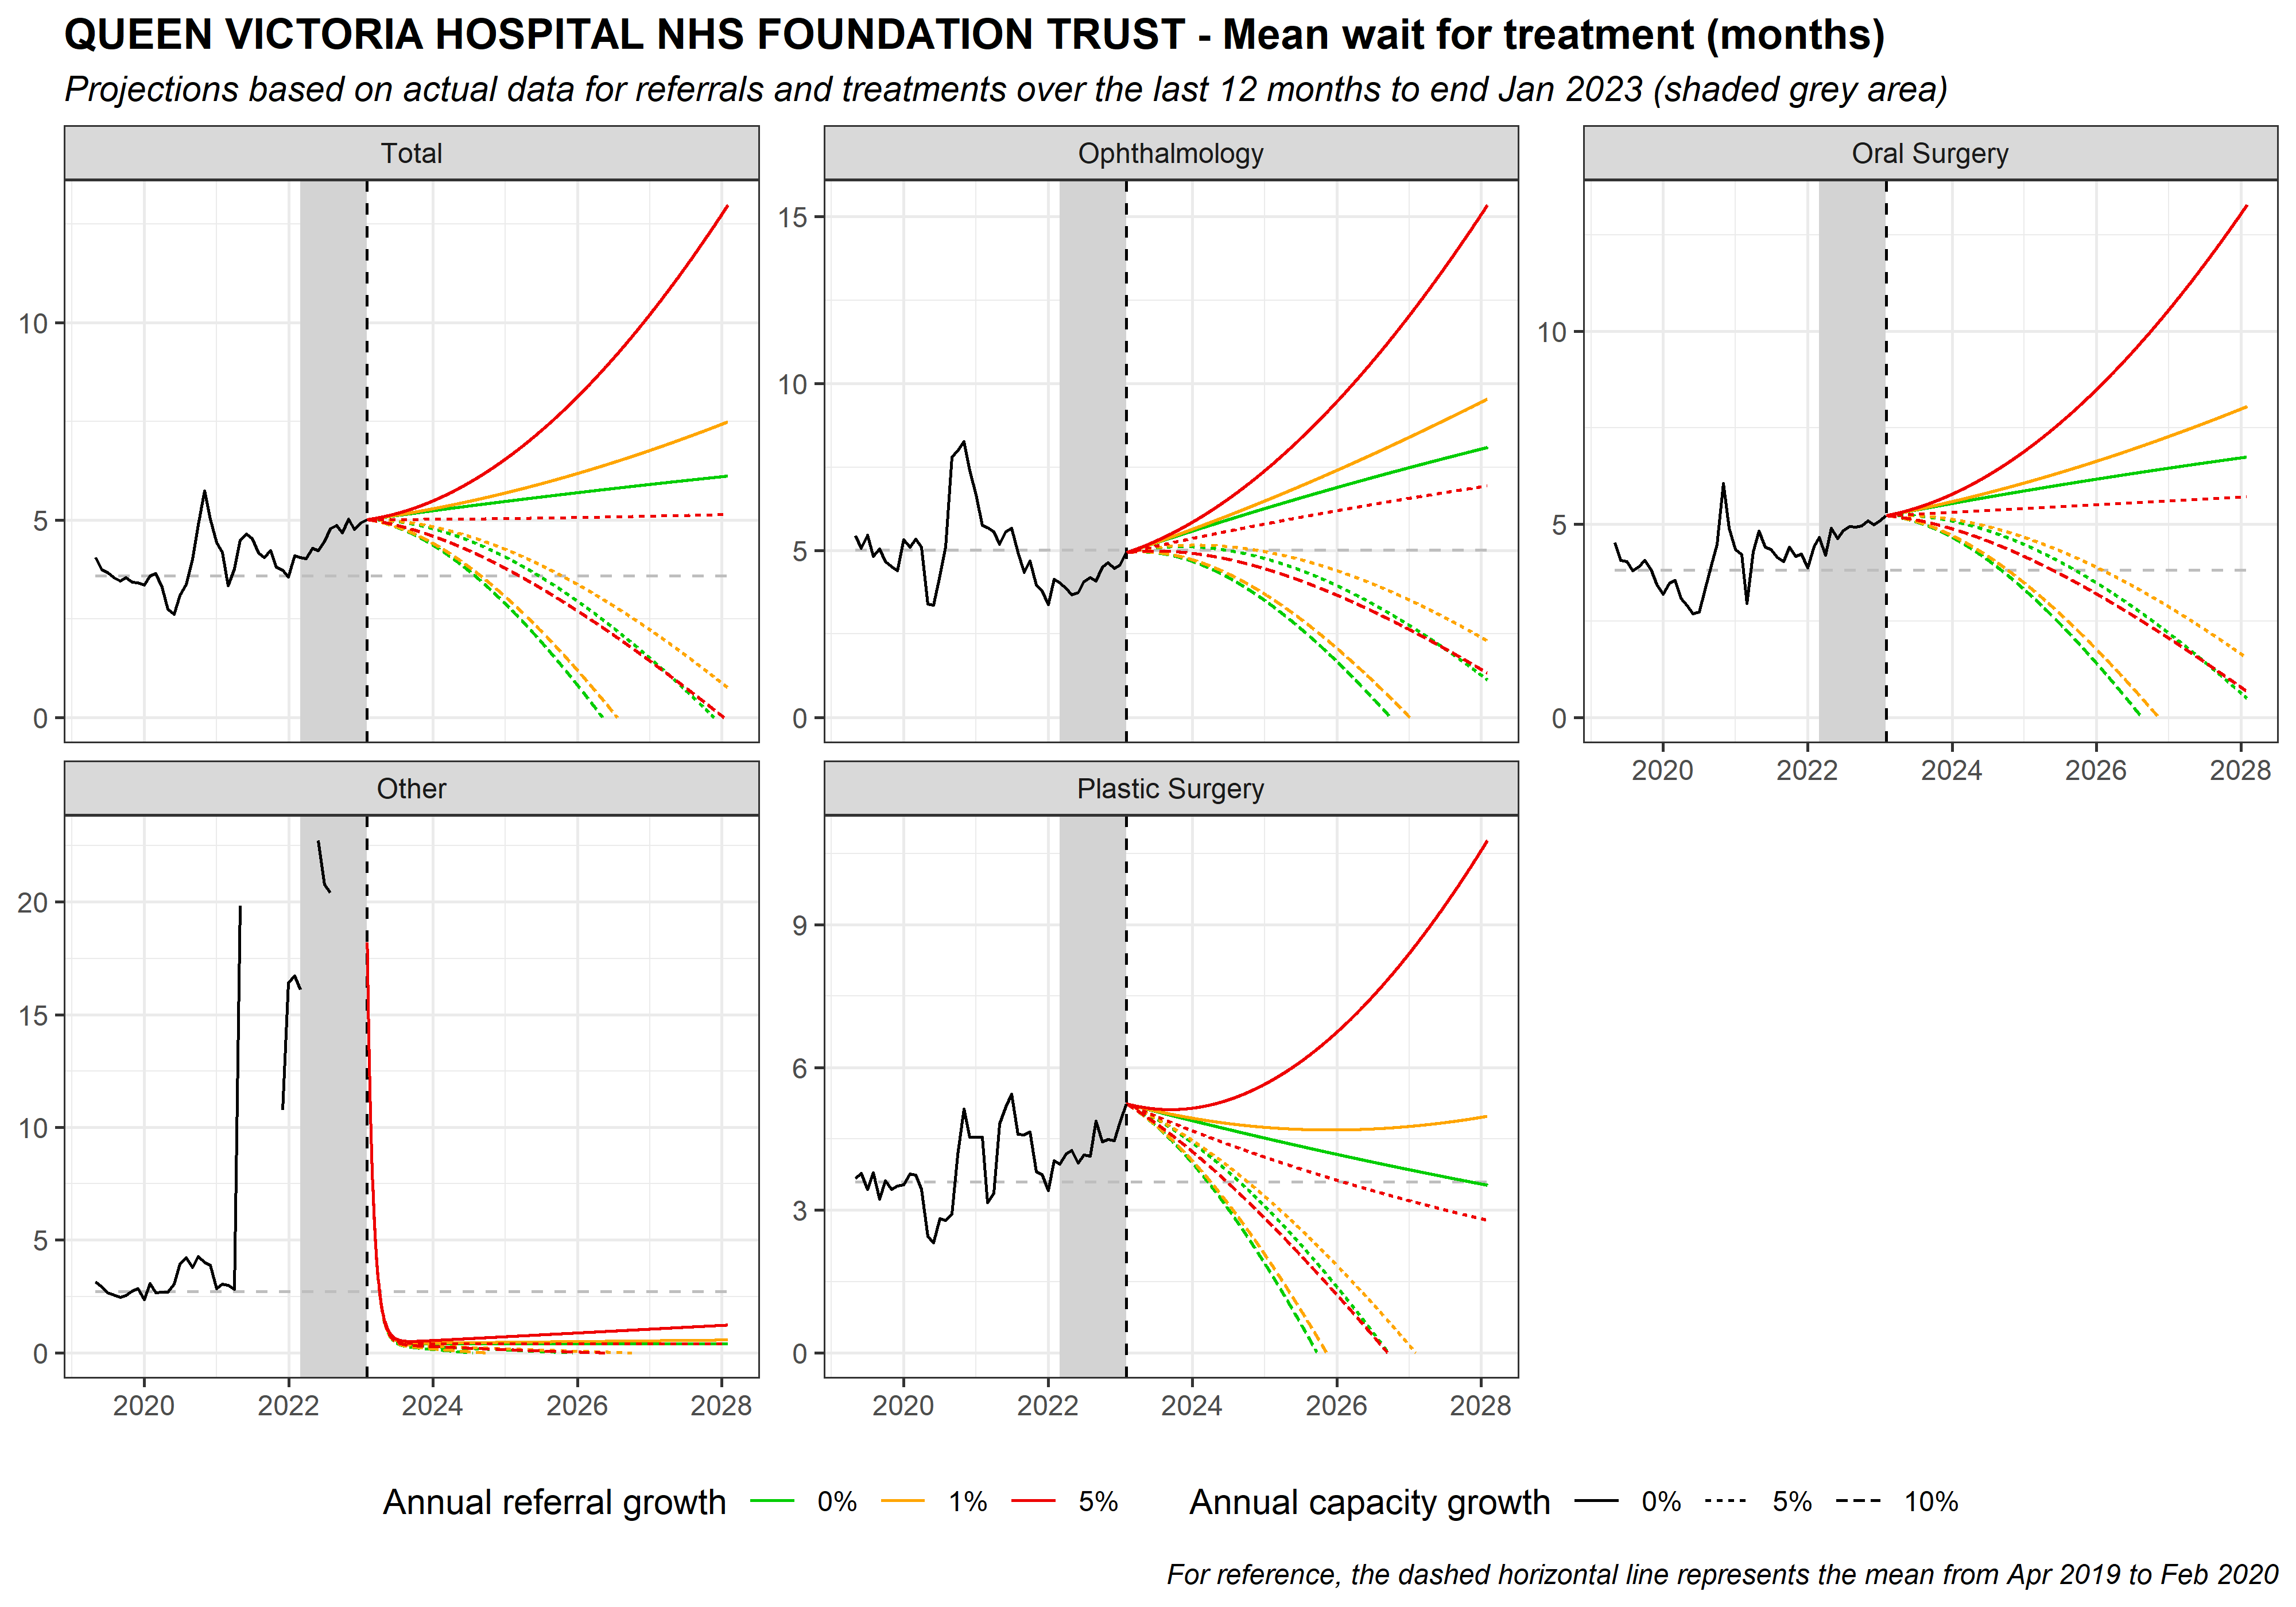 QUEEN VICTORIA HOSPITAL NHS FOUNDATION TRUST - Mean wait for treatment (months)
Projections based on actual data for referrals and treatments over the last 12 months to end Jan 2023 (shaded grey area)
Total
Ophthalmology
Oral Surgery
10
5
0
15
10
5
0
10
5
0
2020 2022 2024 2026 2028
Other
Plastic Surgery
20
15
10
5
0
9
6
3
0
2020 2022 2024 2026 2028
2020 2022 2024 2026 2028
Annual referral growth 0% 1% 5% Annual capacity growth 0% 5% 10%
For reference, the dashed horizontal line represents the mean from Apr 2019 to Feb 2020